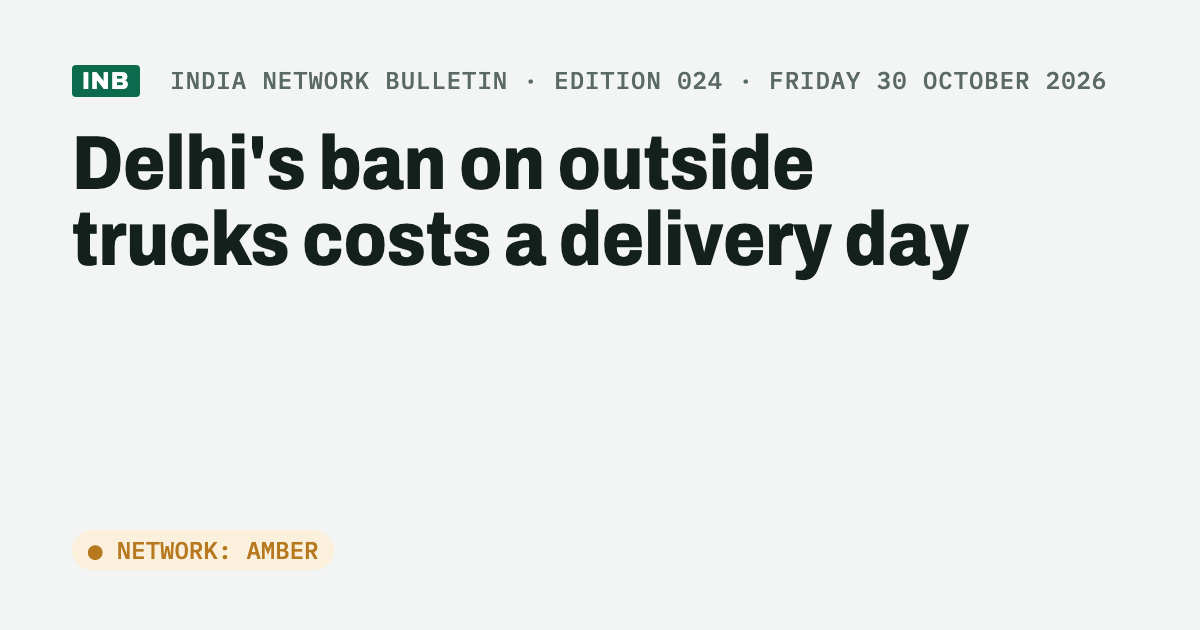 INB INDIA NETWORK BULLETIN · EDITION 024 · FRIDAY 30 OCTOBER 2026
Delhi's ban on outside
trucks costs a delivery day
NETWORK: AMBER